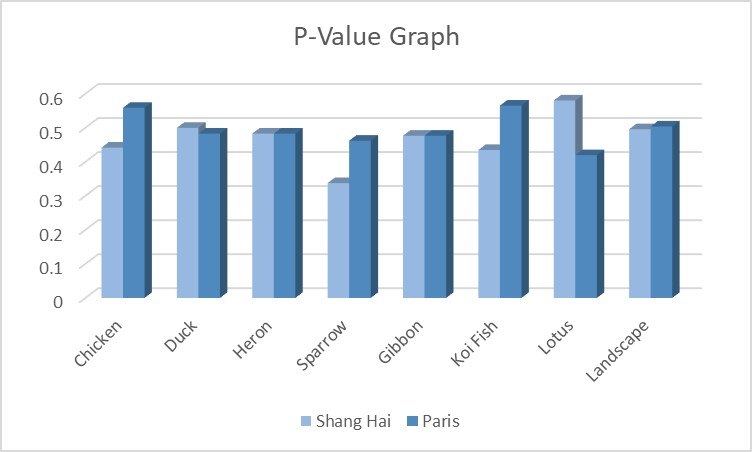 P-Value Graph
0.6
0.5
0.4
0.3
0.2
0.1
0
Chicken
Duck
Heron
Sparrow
Gibbon
Koi Fish
Lotus
Landscape
Shang Hai Paris